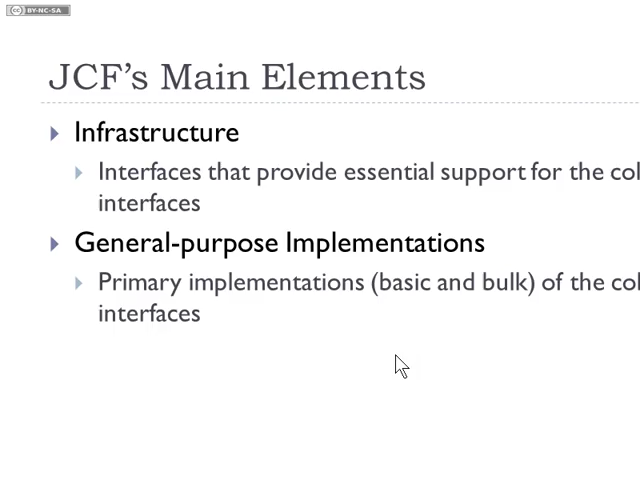 BY-NC-SA
JCF's Main Elements
Infrastructure
Interfaces that provide essential support for the col
interfaces
General-purpose Implementations
Primary implementations (basic and bulk) of the col
interfaces